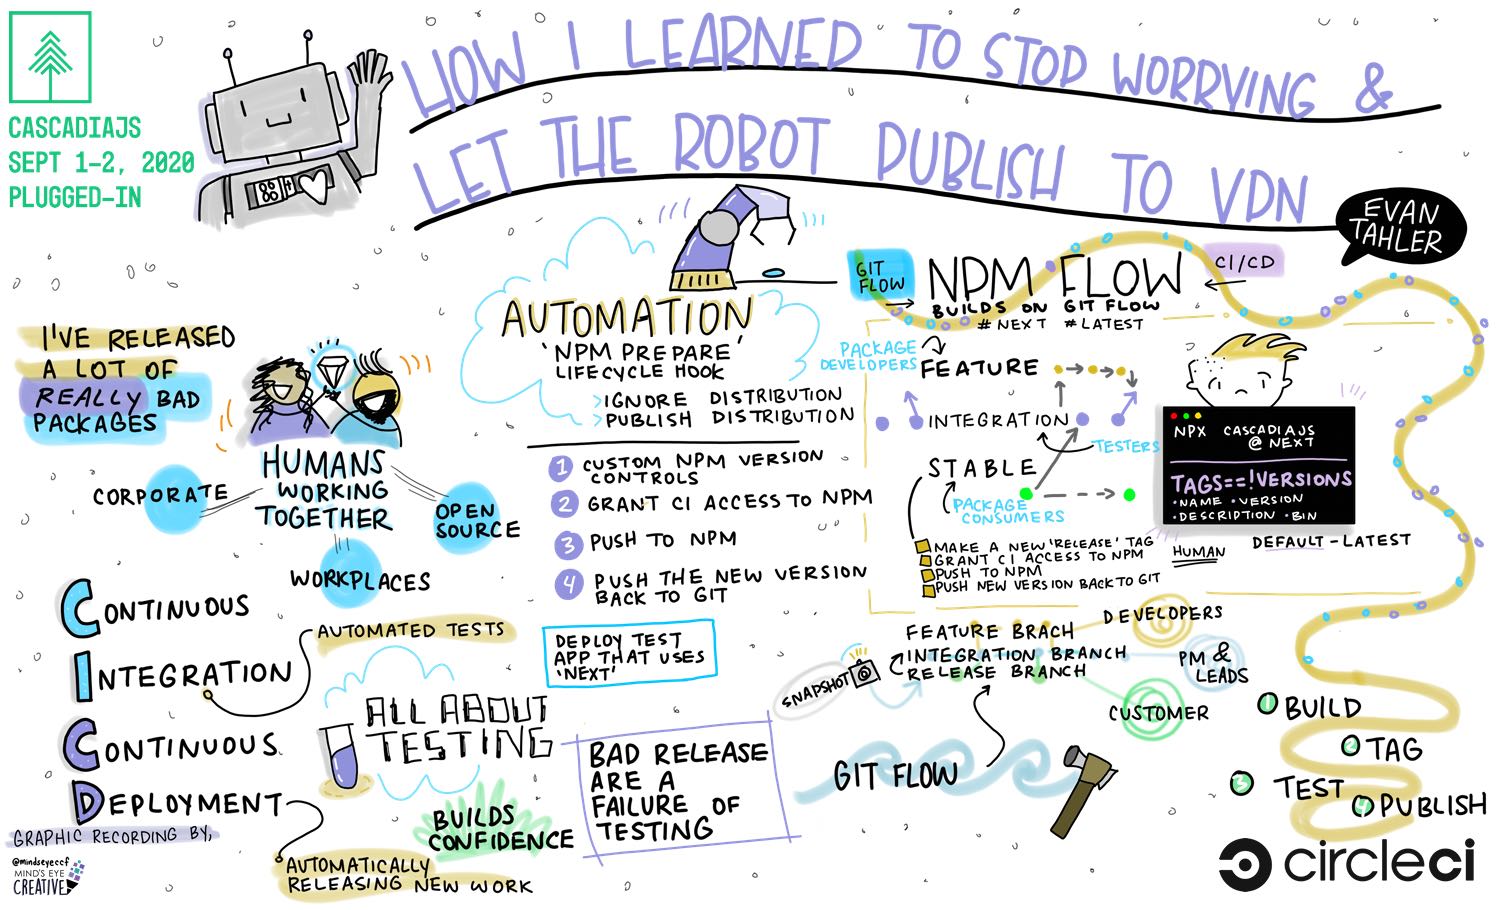 CASCADIAJS
SEPT 1-2, 2020
PLUGGED-IN
HOW I LEARNED TO STOP WORRYING &
LET THE ROBOT PUBLISH TO VDN
EVAN
TAHLER
I'VE RELEASED
A LOT OF
REALLY BAD
PACKAGES
HUMANS
WORKING
TOGETHER
CORPORATE
OPEN
SOURCE
WORKPLACES
CONTINUOUS
INTEGRATION
CONTINUOUS
DEPLOYMENT
AUTOMATED TESTS
AUTOMATICALLY
RELEASING NEW WORK
GRAPHIC RECORDING BY,
@mindseyeccf
MIND'S EYE
CREATIVE
ALL ABOUT
TESTING
BUILDS
CONFIDENCE
AUTOMATION
'NPM PREPARE'
LIFECYCLE HOOK
>IGNORE DISTRIBUTION
>PUBLISH DISTRIBUTION
1 CUSTOM NPM VERSION
CONTROLS
2 GRANT CI ACCESS TO NPM
3 PUSH TO NPM
4 PUSH THE NEW VERSION
BACK TO GIT
DEPLOY TEST
APP THAT USES
'NEXT'
BAD RELEASE
ARE A
FAILURE OF
TESTING
GIT
FLOW
NPM FLOW
CI/CD
BUILDS ON GIT FLOW
#NEXT #LATEST
PACKAGE
DEVELOPERS
FEATURE
INTEGRATION
TESTERS
STABLE
PACKAGE
CONSUMERS
MAKE A NEW 'RELEASE' TAG
GRANT CI ACCESS TO NPM
PUSH TO NPM
PUSH NEW VERSION BACK TO GIT
NPX CASCADIAJS
@NEXT
TAGS==!VERSIONS
•NAME •VERSION
•DESCRIPTION •BIN
HUMAN
DEFAULT-LATEST
FEATURE BRACH
INTEGRATION BRANCH
RELEASE BRANCH
DEVELOPERS
PM &
LEADS
CUSTOMER
SNAPSHOT
GIT FLOW
1 BUILD
2 TAG
3 TEST
4 PUBLISH
circleci